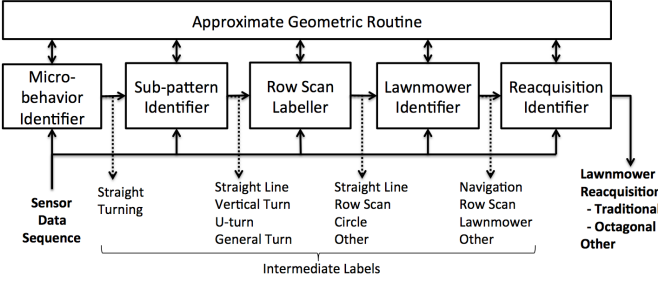 Approximate Geometric Routine
Micro-
behavior
Identifier
Sub-pattern
Identifier
Row Scan
Labeller
Lawnmower
Identifier
Reacquisition
Identifier
Sensor
Data
Sequence
Straight
Turning
Straight Line
Vertical Turn
U-turn
General Turn
Straight Line
Row Scan
Circle
Other
Navigation
Row Scan
Lawnmower
Other
Lawnmower
Reacquisition
- Traditional
- Octagonal
Other
Intermediate Labels